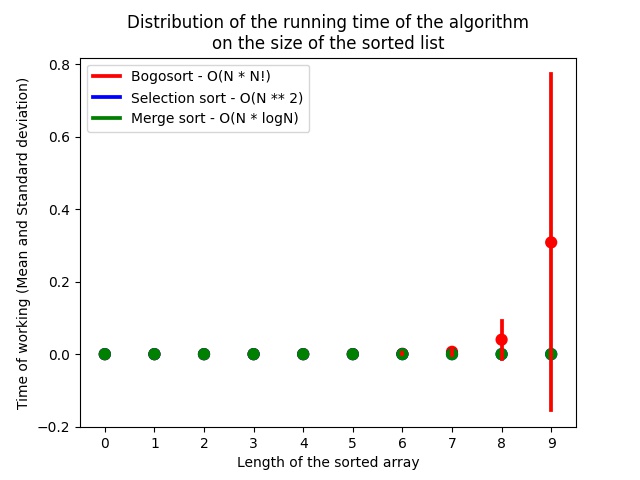 Distribution of the running time of the algorithm
on the size of the sorted list
Time of working (Mean and Standard deviation)
0.8
0.6
0.4
0.2
0.0
−0.2
Bogosort - O(N * N!)
Selection sort - O(N ** 2)
Merge sort - O(N * logN)
0 1 2 3 4 5 6 7 8 9
Length of the sorted array